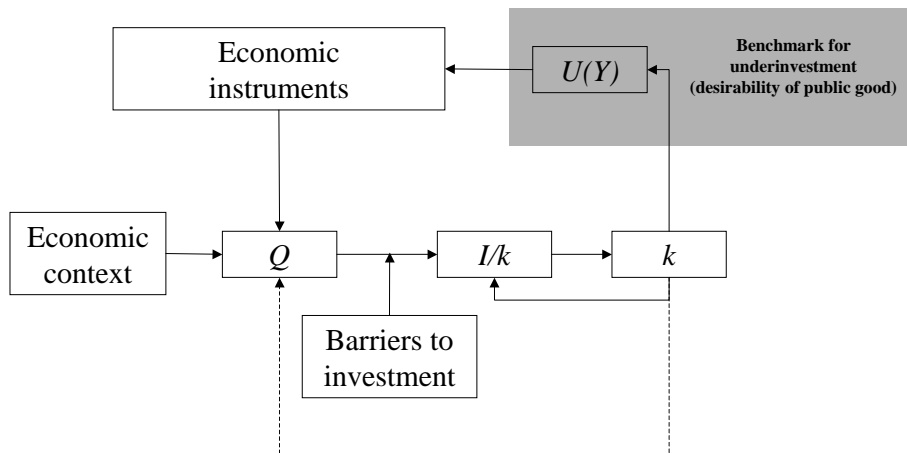 Economic
instruments
U(Y)
Benchmark for
underinvestment
(desirability of public good)
Economic
context
Q
I/k
k
Barriers to
investment